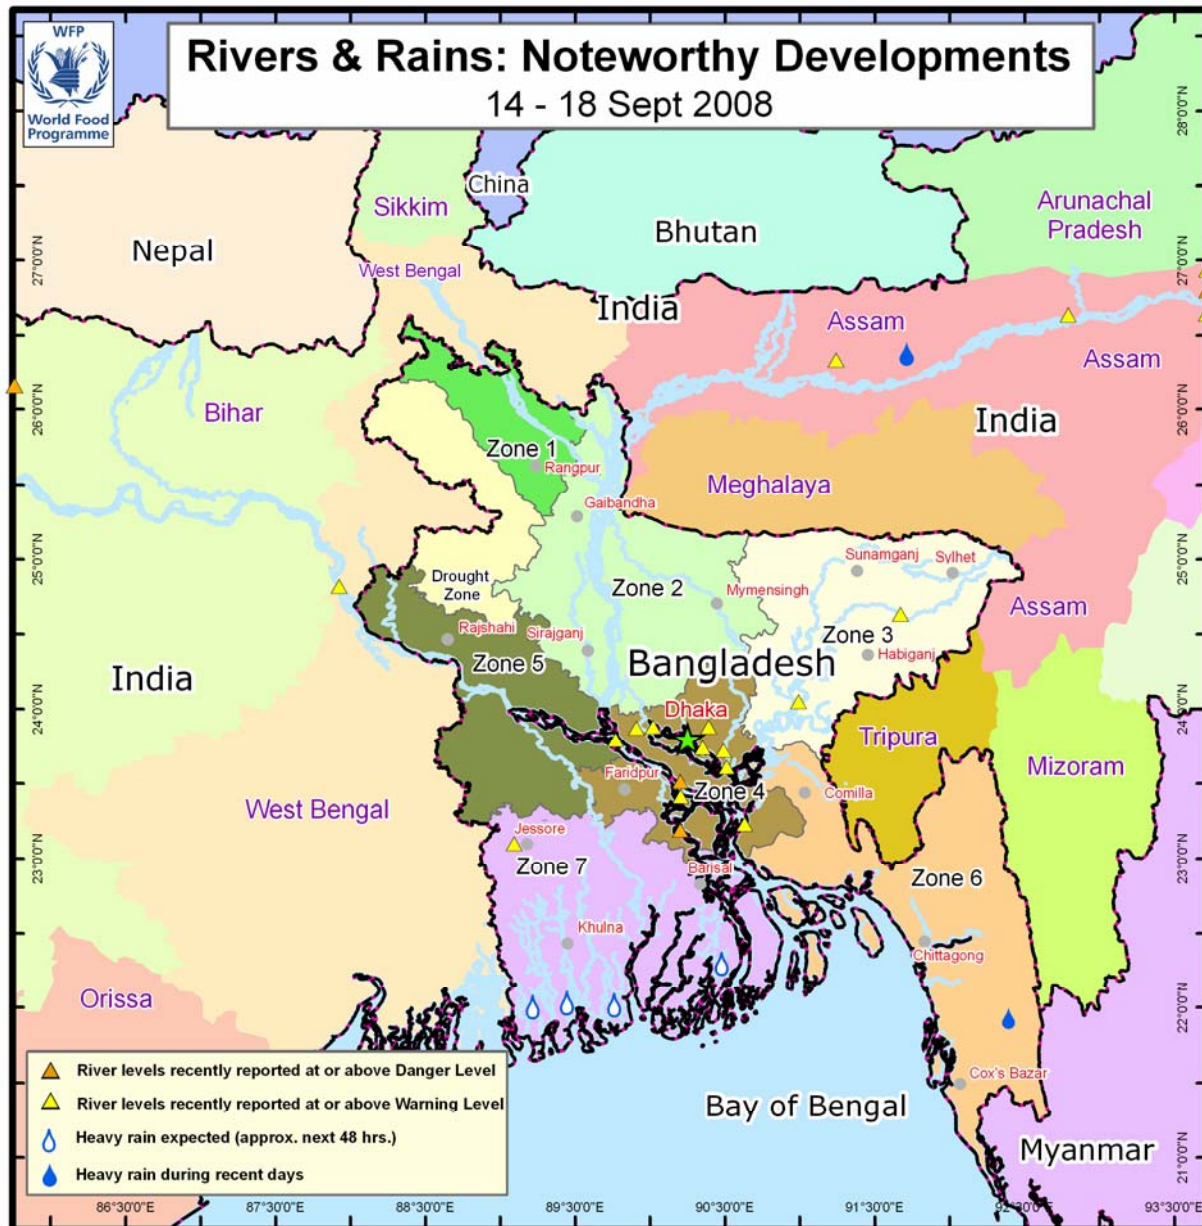 WFP
World Food
Programme
Rivers & Rains: Noteworthy Developments
14 - 18 Sept 2008
28°0'0"N
28°0'0"N
China
Sikkim
Arunachal
Pradesh
Nepal
Bhutan
27°0'0"N
West Bengal
27°0'0"N
India
Assam
Assam
Bihar
26°0'0"N
India
26°0'0"N
Zone 1
Rangpur
Meghalaya
Gaibandha
25°0'0"N
Sunamganj
Sylhet
25°0'0"N
Drought
Zone
Zone 2
Mymensingh
Assam
Rajshahi
Sirajganj
Zone 3
Habiganj
Zone 5
Bangladesh
India
24°0'0"N
Dhaka
24°0'0"N
Tripura
Mizoram
Faridpur
Zone 4
Comilla
West Bengal
Jessore
23°0'0"N
Zone 7
Barisal
Zone 6
23°0'0"N
Khulna
Chittagong
Orissa
22°0'0"N
22°0'0"N
River levels recently reported at or above Danger Level
Cox's Bazar
River levels recently reported at or above Warning Level
Bay of Bengal
Heavy rain expected (approx. next 48 hrs.)
Myanmar
21°0'0"N
Heavy rain during recent days
86°30'0"E
87°30'0"E
88°30'0"E
89°30'0"E
90°30'0"E
91°30'0"E
92°30'0"E
93°30'0"E